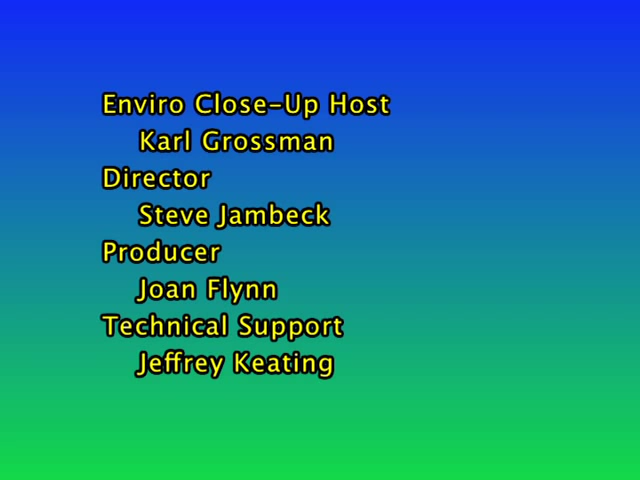 Enviro Close-Up Host
Karl Grossman
Director
Steve Jambeck
Producer
Joan Flynn
Technical Support
Jeffrey Keating